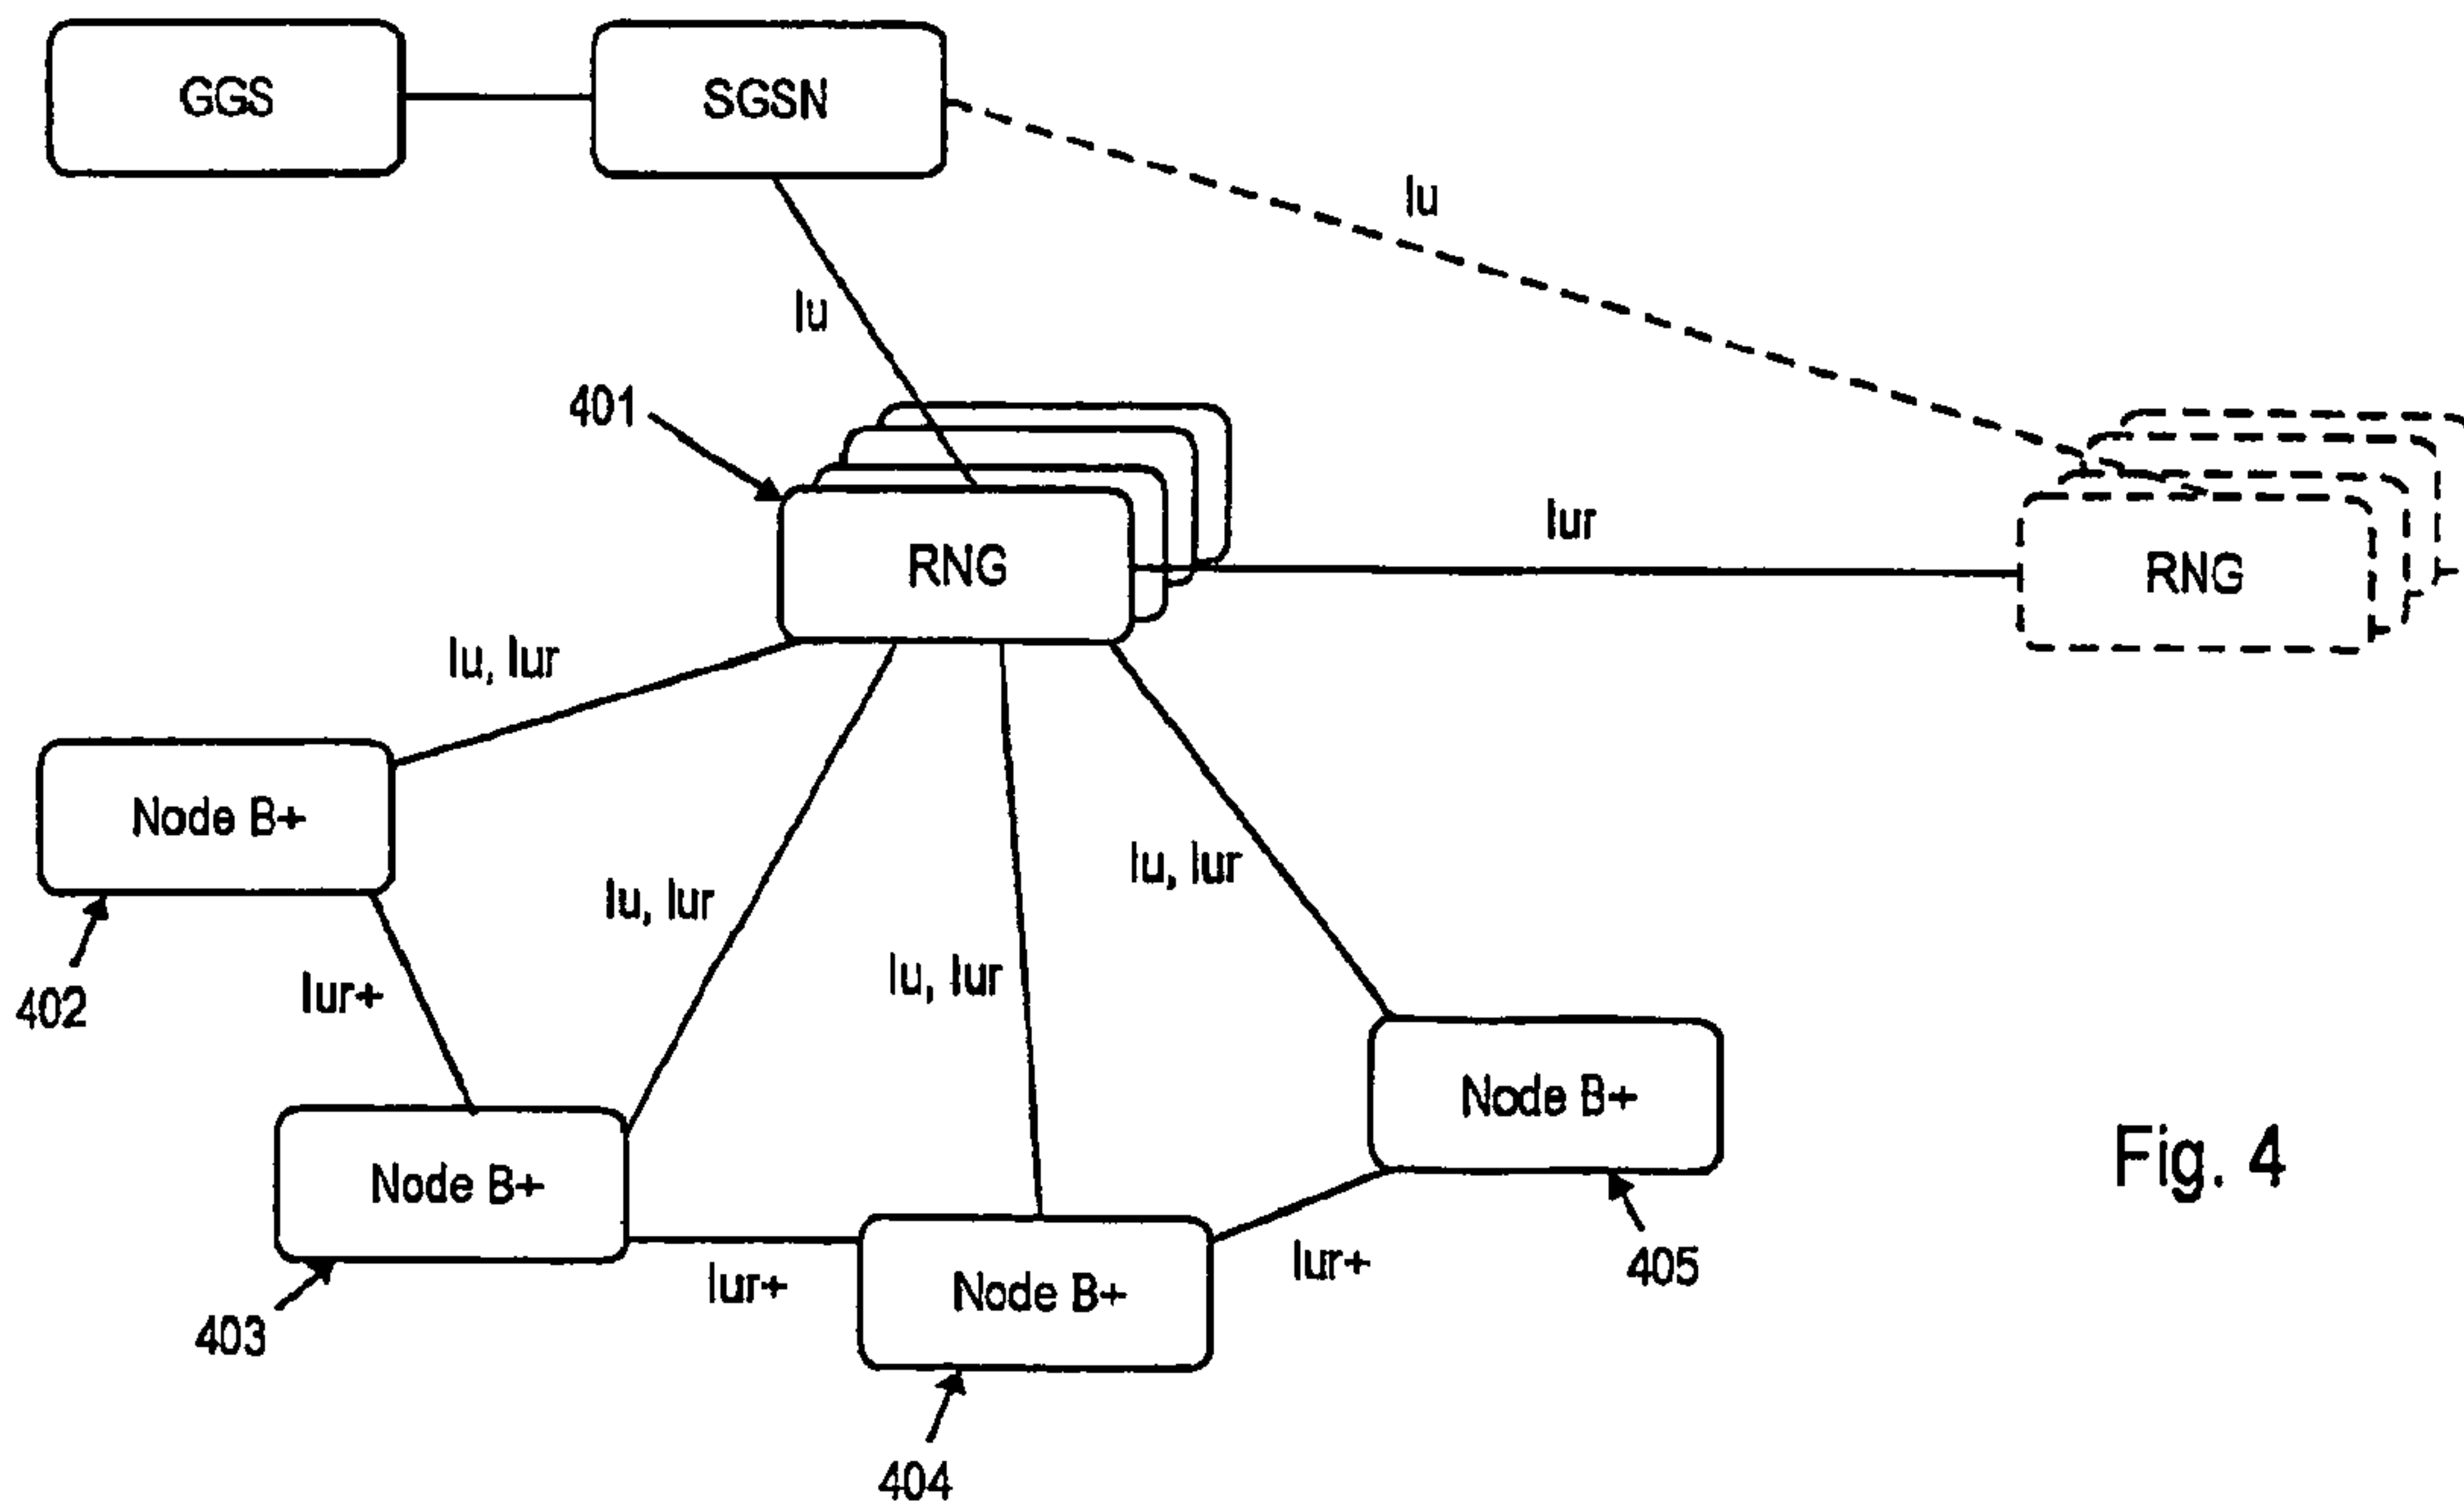 GGS
SGSN
Iu
Iu
401
RNG
Iur
RNG
Iu, Iur
Node B+
Iu, Iur
Iu, Iur
Iu, Iur
402
Iur+
Node B+
Node B+
Fig. 4
403
Iur+
Node B+
Iur+
405
404